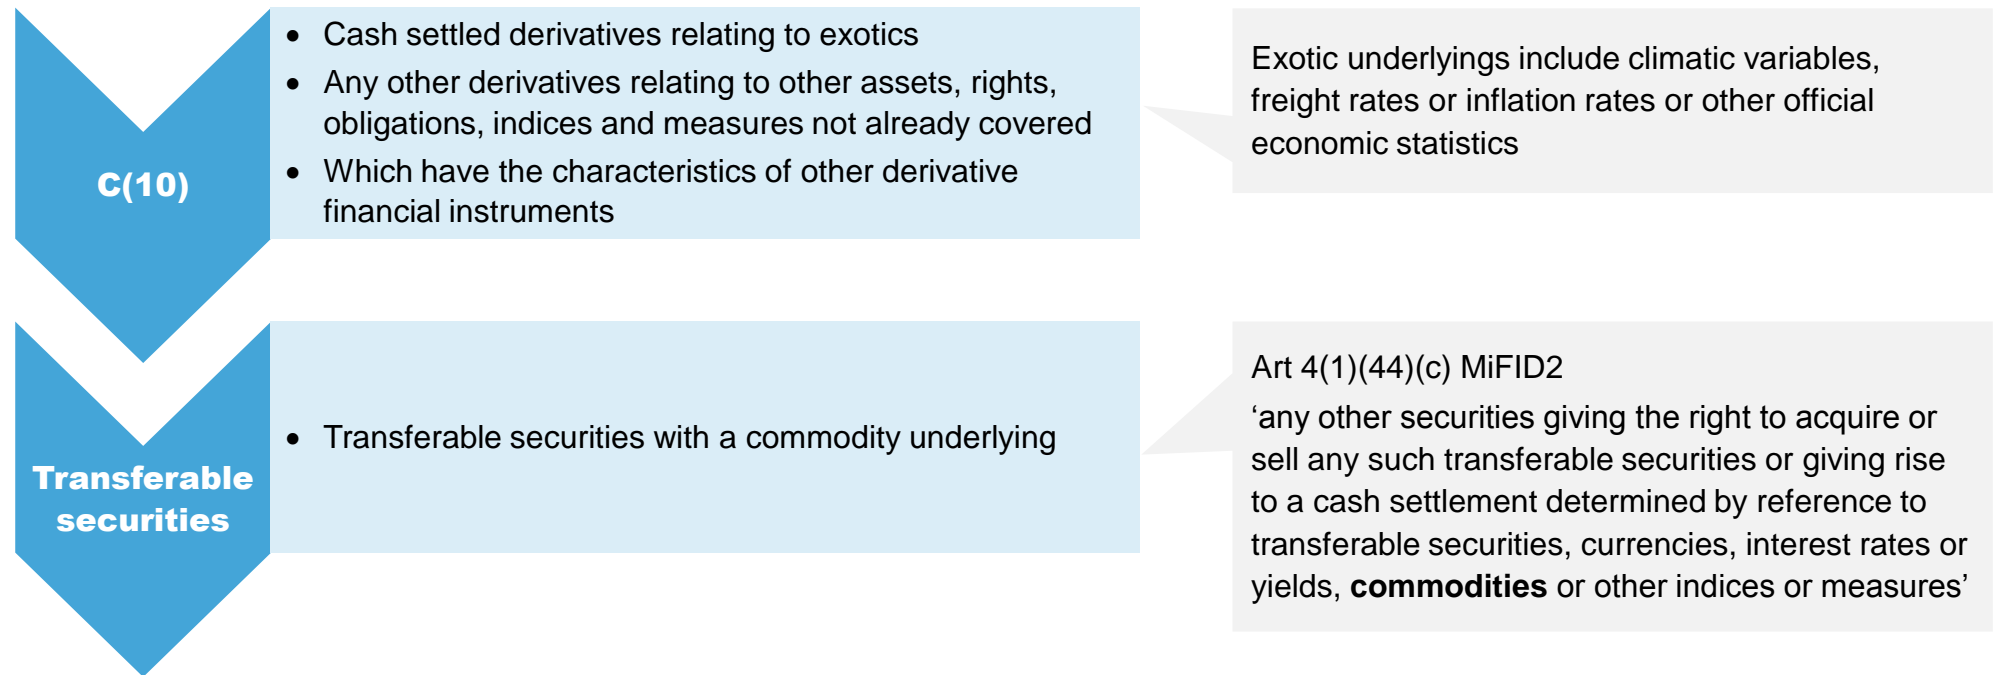 C(10)
• Cash settled derivatives relating to exotics
• Any other derivatives relating to other assets, rights,
obligations, indices and measures not already covered
• Which have the characteristics of other derivative
financial instruments
Exotic underlyings include climatic variables,
freight rates or inflation rates or other official
economic statistics
Transferable
securities
• Transferable securities with a commodity underlying
Art 4(1)(44)(c) MiFID2
‘any other securities giving the right to acquire or
sell any such transferable securities or giving rise
to a cash settlement determined by reference to
transferable securities, currencies, interest rates or
yields, commodities or other indices or measures’